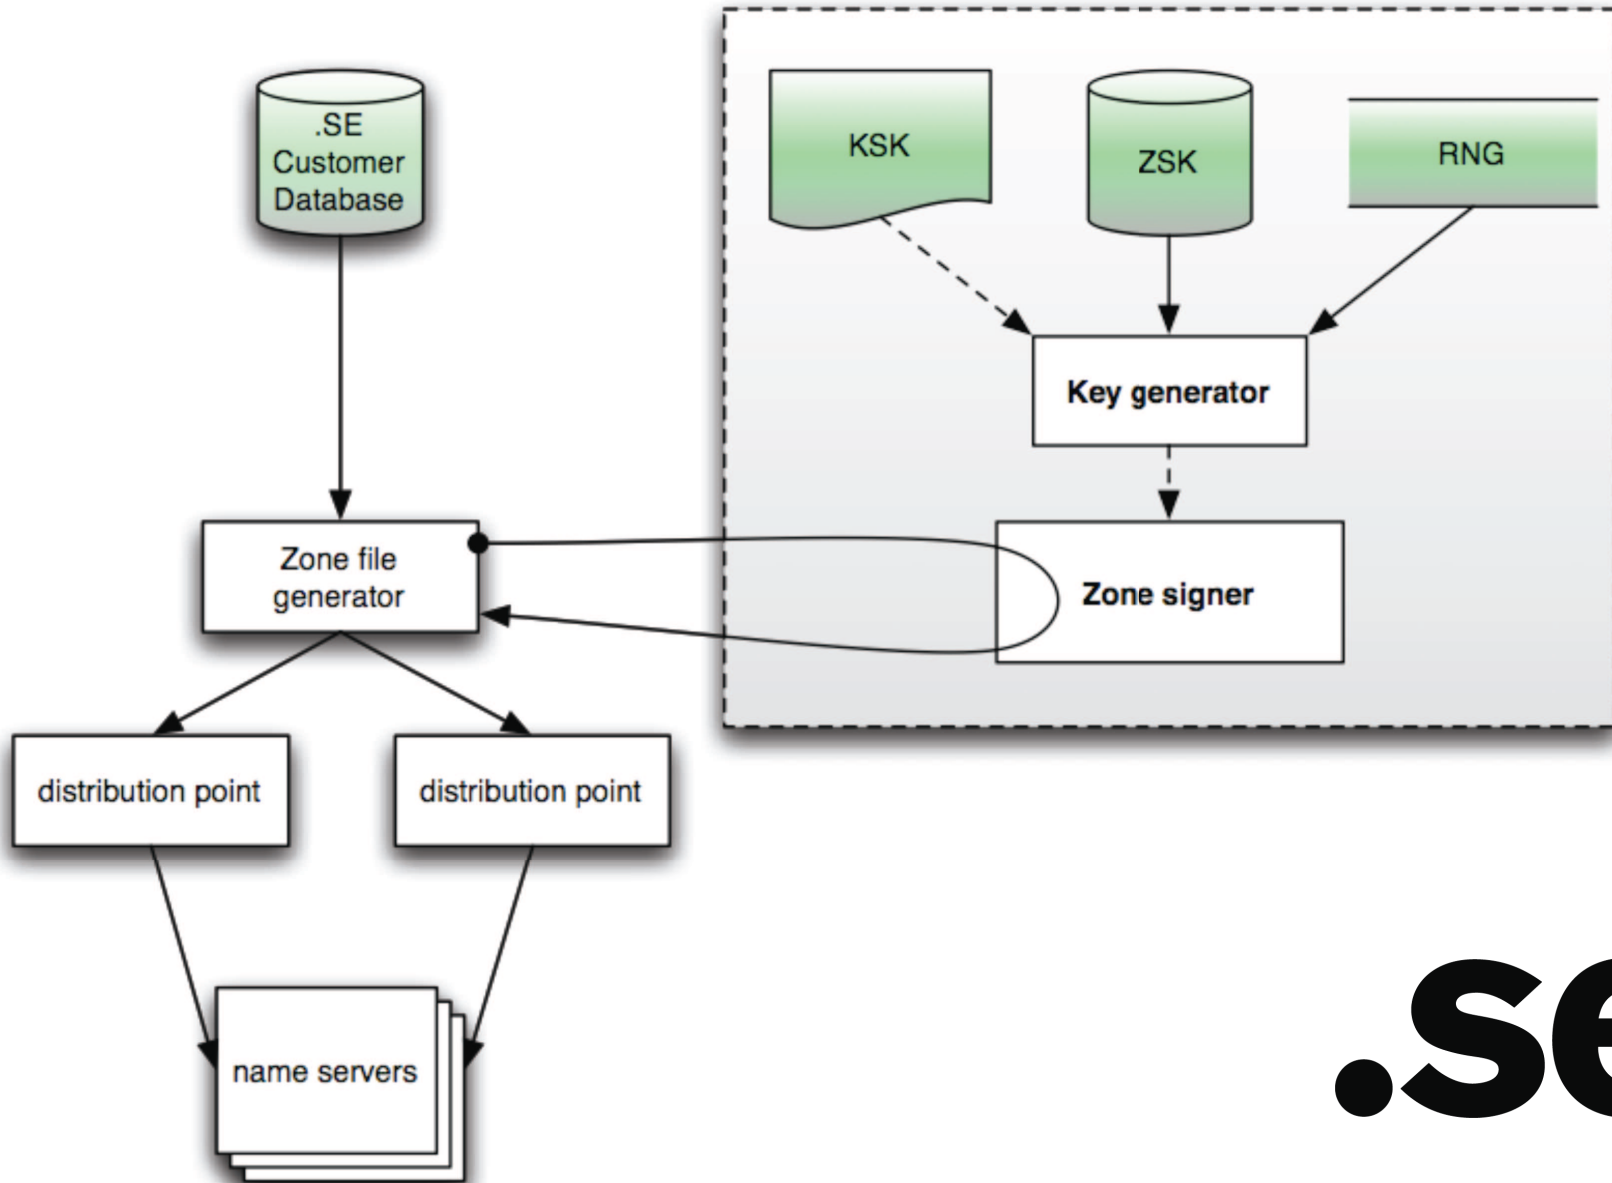 .SE
Customer
Database
KSK
ZSK
RNG
Key generator
Zone file
generator
Zone signer
distribution point
distribution point
name servers
.se